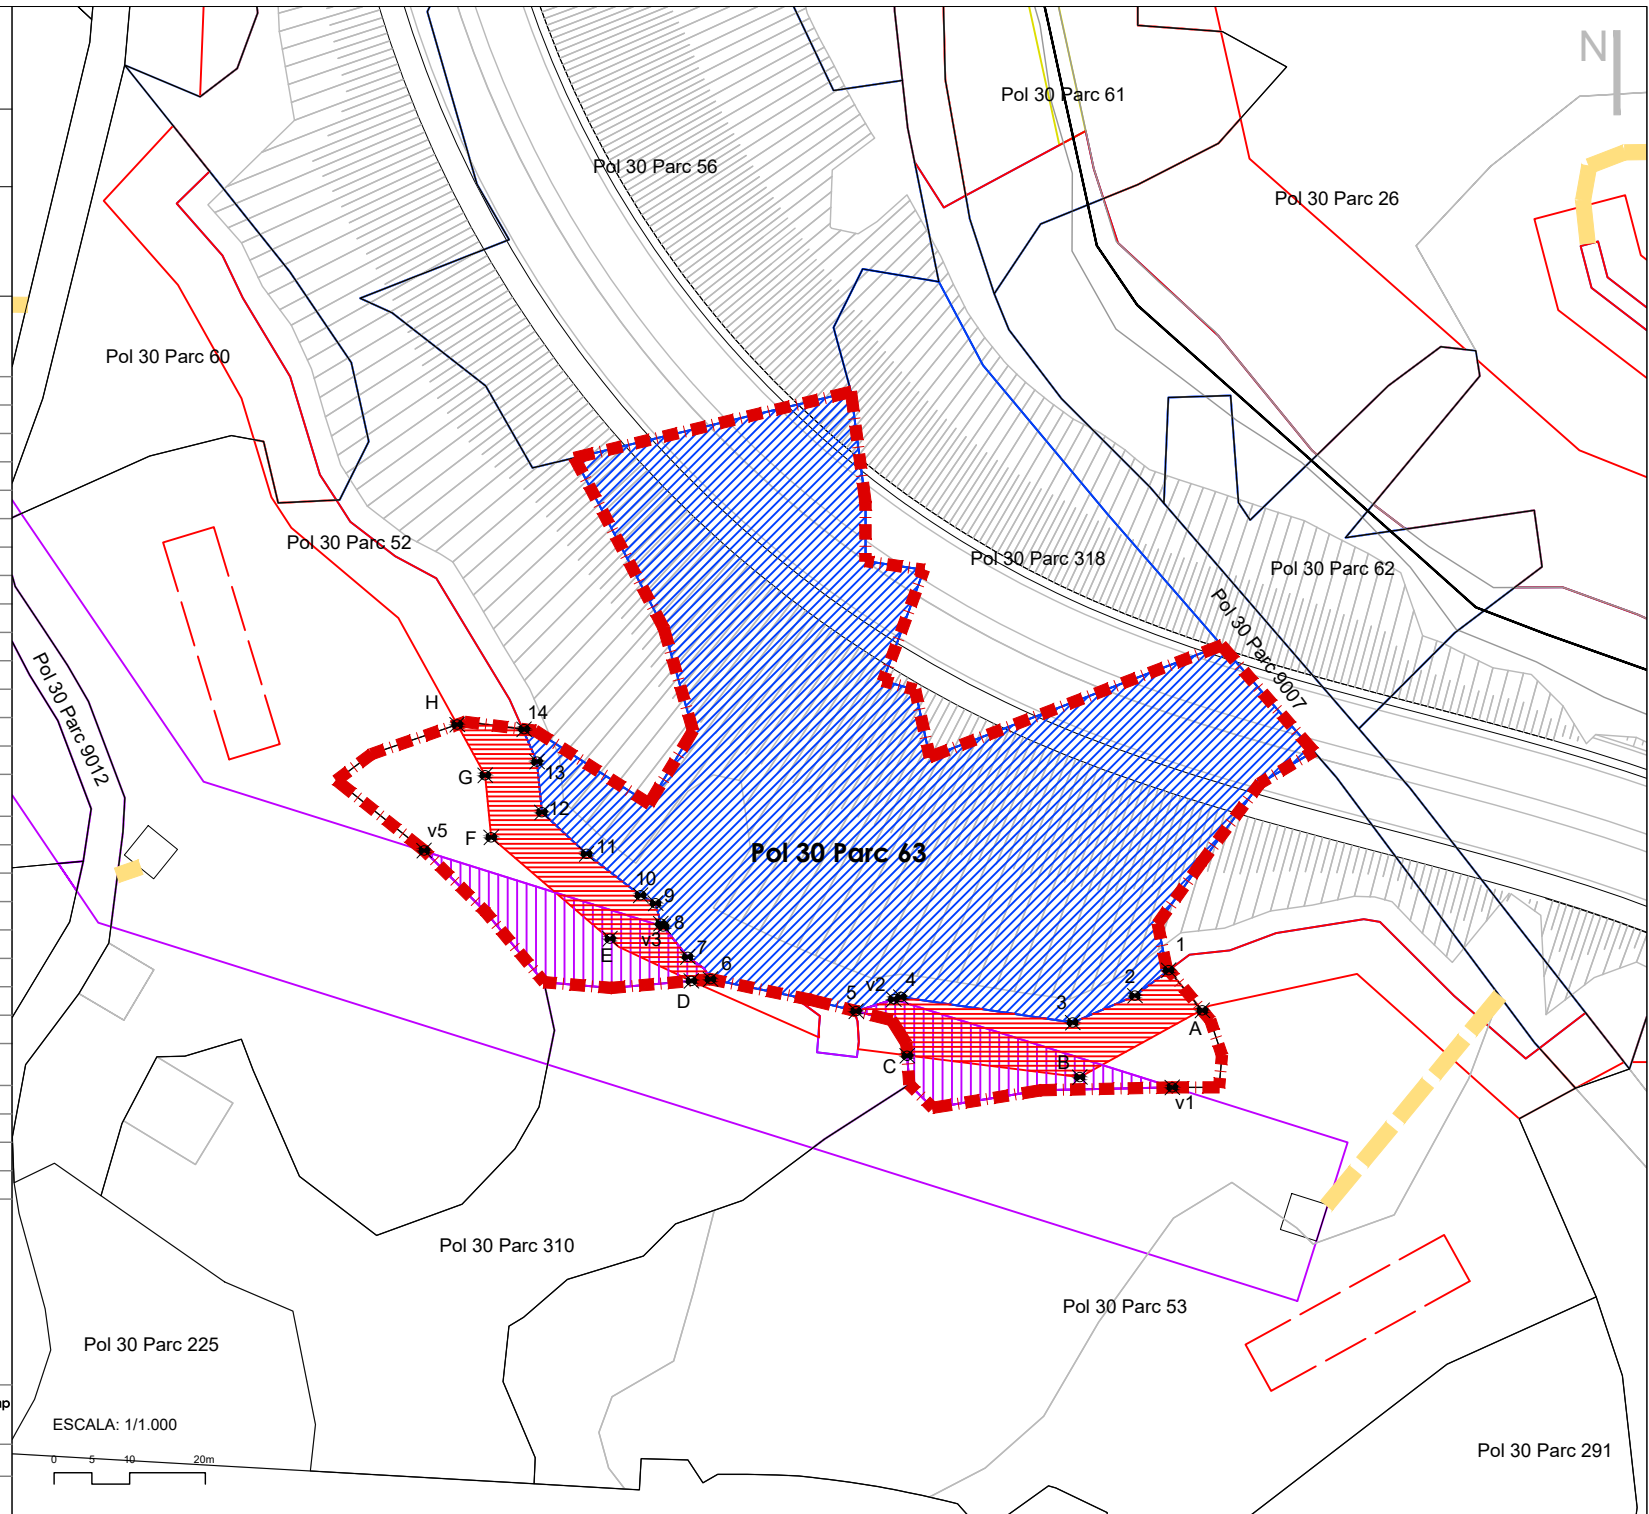 N
Pol 30 Parc 61
Pol 30 Parc 56
Pol 30 Parc 26
Pol 30 Parc 60
Pol 30 Parc 52
Pol 30 Parc 318
Pol 30 Parc 62
Pol 30 Parc 9007
Pol 30 Parc 9012
H
14
13
G
12
F
v5
11
Pol 30 Parc 63
10
9
8
v3
E
7
6
D
1
2
v2
4
5
3
A
B
C
v1
Pol 30 Parc 310
Pol 30 Parc 53
Pol 30 Parc 225
ESCALA: 1/1.000
0 5 10 20m
Pol 30 Parc 291